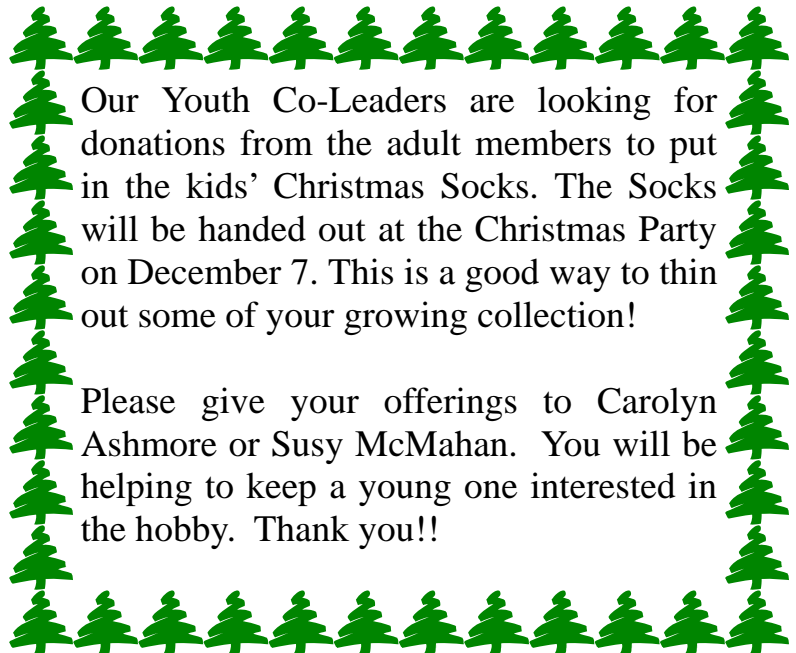 Our Youth Co-Leaders are looking for
donations from the adult members to put
in the kids’ Christmas Socks. The Socks
will be handed out at the Christmas Party
on December 7. This is a good way to thin
out some of your growing collection!
Please give your offerings to Carolyn
Ashmore or Susy McMahan.  You will be
helping to keep a young one interested in
the hobby.  Thank you!!